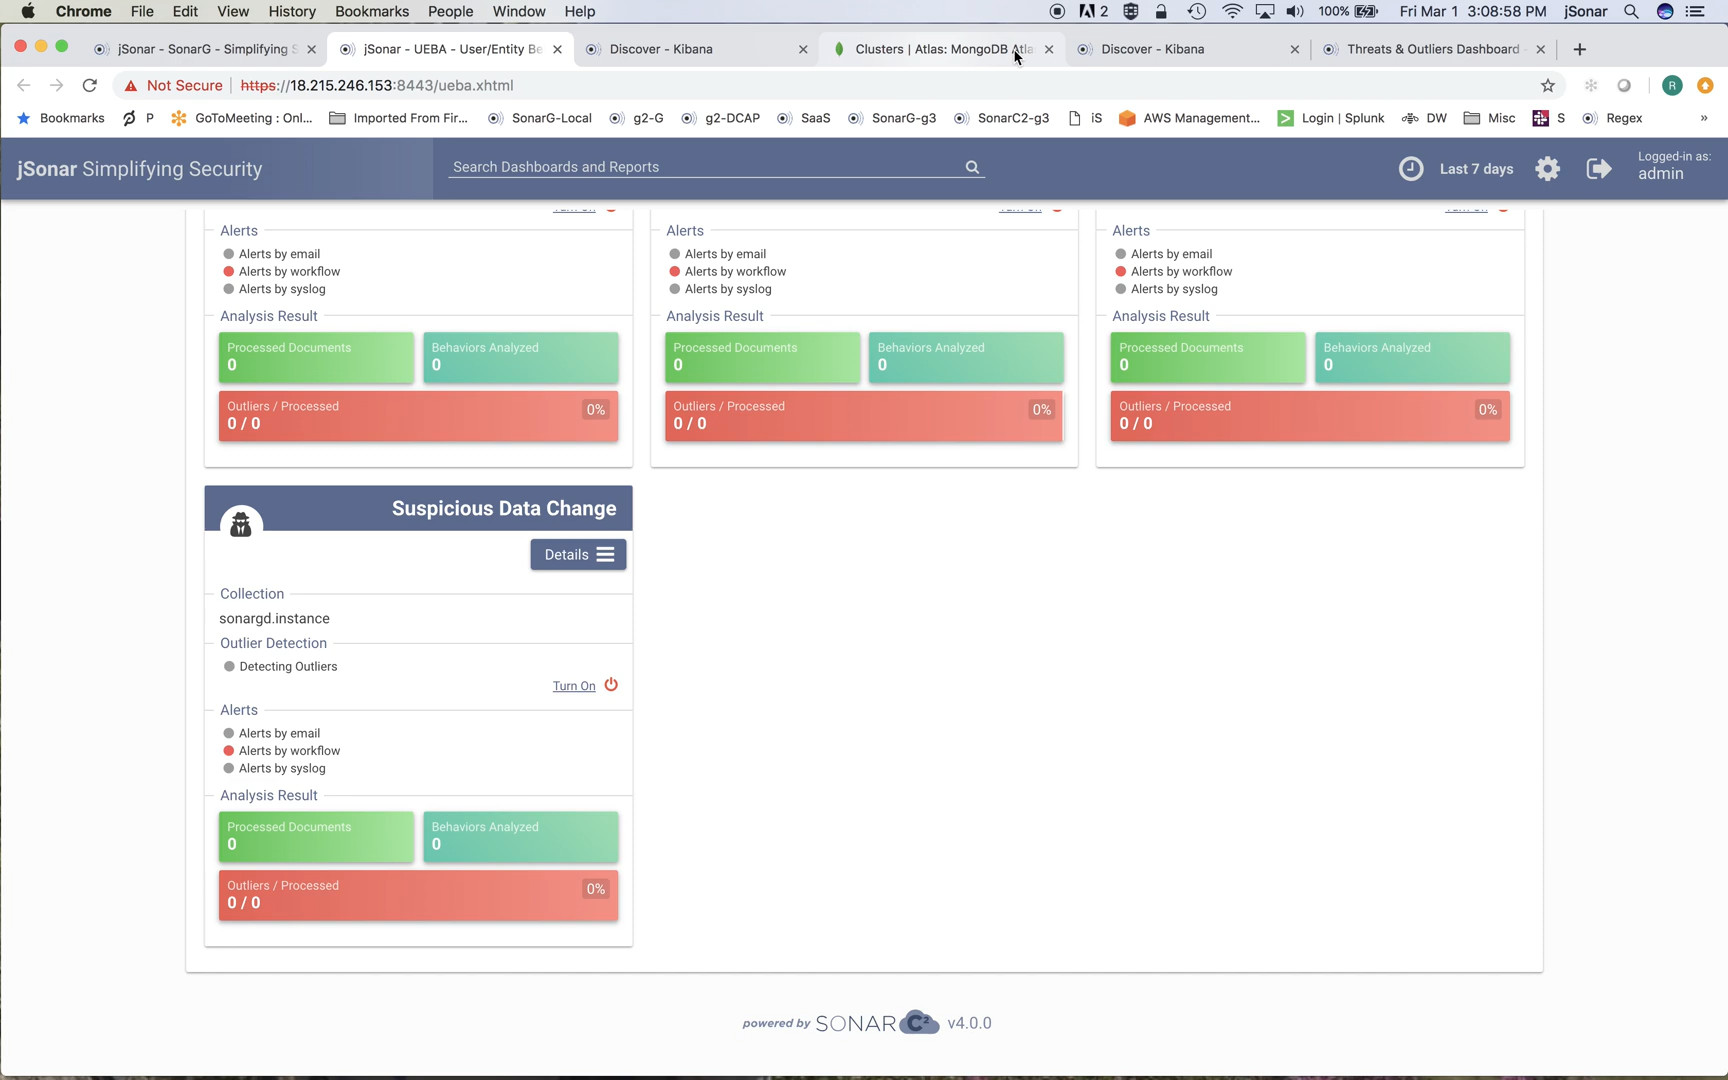 Chrome File Edit View History Bookmarks People Window Help 2 100% Fri Mar 1 3:08:58 PM jSonar
jSonar - SonarG - Simplifying S jSonar - UEBA - User/Entity Be Discover - Kibana Clusters | Atlas: MongoDB Atla Discover - Kibana Threats & Outliers Dashboard
Not Secure https://18.215.246.153:8443/ueba.xhtml R
Bookmarks P GoToMeeting : Onl... Imported From Fir... SonarG-Local g2-G g2-DCAP SaaS SonarG-g3 SonarC2-g3 iS AWS Management... Login | Splunk DW Misc S Regex »
jSonar Simplifying Security Search Dashboards and Reports Last 7 days Logged-in as:
admin
Turn On Turn On Turn On
Alerts Alerts Alerts
Alerts by email Alerts by email Alerts by email
Alerts by workflow Alerts by workflow Alerts by workflow
Alerts by syslog Alerts by syslog Alerts by syslog
Analysis Result Analysis Result Analysis Result
Processed Documents Behaviors Analyzed Processed Documents Behaviors Analyzed Processed Documents Behaviors Analyzed
0 0 0 0 0 0
Outliers / Processed 0% Outliers / Processed 0% Outliers / Processed 0%
0 / 0 0 / 0 0 / 0
Suspicious Data Change
Details
Collection
sonargd.instance
Outlier Detection
Detecting Outliers
Turn On
Alerts
Alerts by email
Alerts by workflow
Alerts by syslog
Analysis Result
Processed Documents Behaviors Analyzed
0 0
Outliers / Processed 0%
0 / 0
powered by SONAR C² v4.0.0